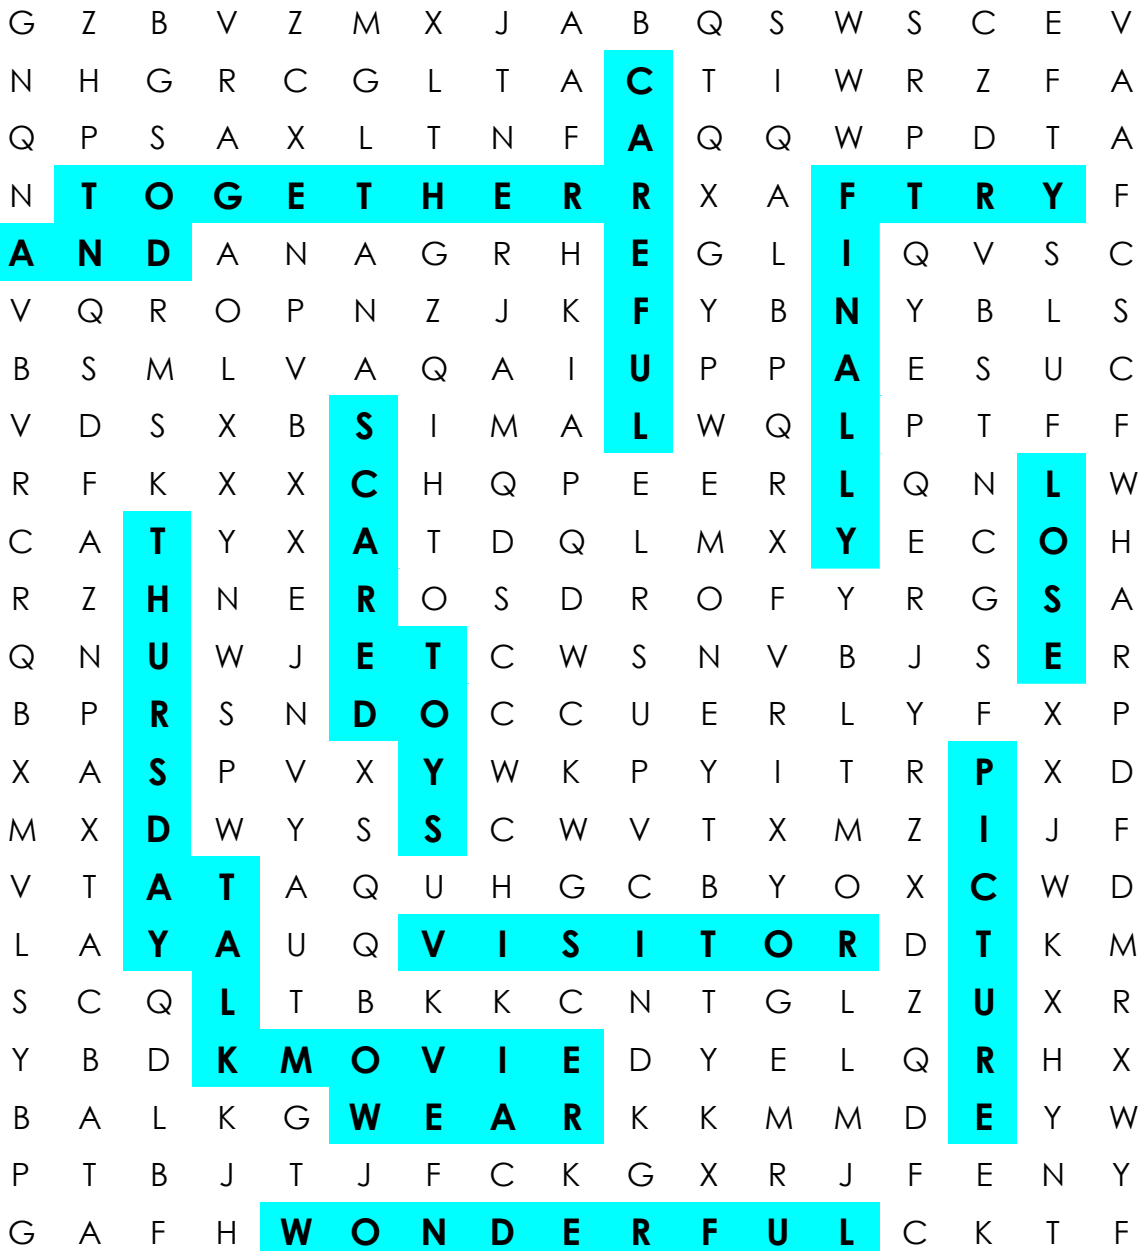 G Z B V Z M X J A B Q S W S C E V
N H G R C G L T A C T I W R Z F A
Q P S A X L T N F A Q Q W P D T A
N T O G E T H E R R X A F T R Y F
A N D A N A G R H E G L I Q V S C
V Q R O P N Z J K F Y B N Y B L S
B S M L V A Q A I U P P A E S U C
V D S X B S I M A L W Q L P T F F
R F K X X C H Q P E E R L Q N L W
C A T Y X A T D Q L M X Y E C O H
R Z H N E R O S D R O F Y R G S A
Q N U W J E T C W S N V B J S E R
B P R S N D O C C U E R L Y F X P
X A S P V X Y W K P Y I T R P X D
M X D W Y S S C W V T X M Z I J F
V T A T A Q U H G C B Y O X C W D
L A Y A U Q V I S I T O R D T K M
S C Q L T B K K C N T G L Z U X R
Y B D K M O V I E D Y E L Q R H X
B A L K G W E A R K K M M D E Y W
P T B J T J F C K G X R J F E N Y
G A F H W O N D E R F U L C K T F